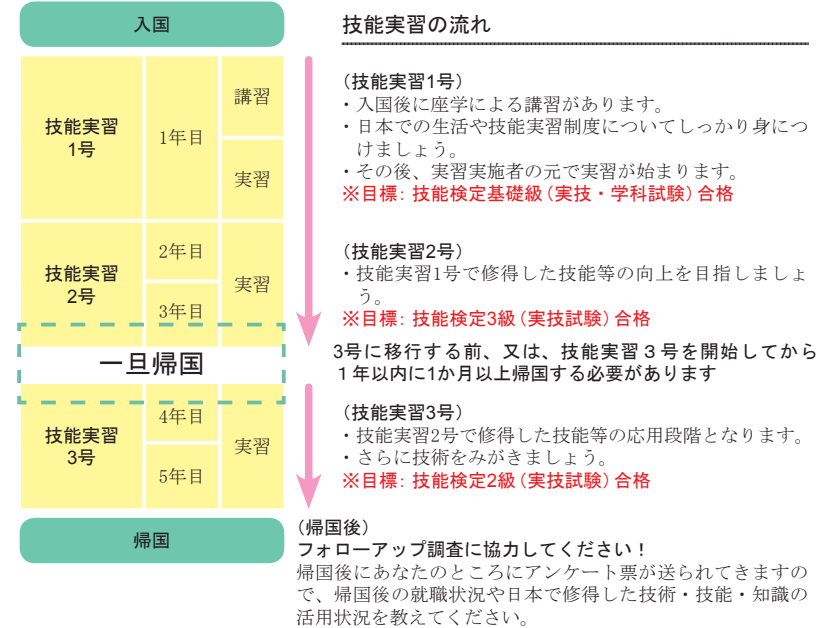 入国
技能実習
1号
1年目
講習
実習
技能実習
2号
2年目
3年目
実習
一旦帰国
技能実習
3号
4年目
5年目
実習
帰国
技能実習の流れ
（技能実習1号）
・入国後に座学による講習があります。
・日本での生活や技能実習制度についてしっかり身につ
けましょう。
・その後、実習実施者の元で実習が始まります。
※目標：技能検定基礎級（実技・学科試験）合格
（技能実習2号）
・技能実習1号で修得した技能等の向上を目指しましょ
う。
※目標：技能検定3級（実技試験）合格
3号に移行する前、又は、技能実習３号を開始してから
１年以内に1か月以上帰国する必要があります
（技能実習3号）
・技能実習2号で修得した技能等の応用段階となります。
・さらに技術をみがきましょう。
※目標：技能検定2級（実技試験）合格
（帰国後）
フォローアップ調査に協力してください！
帰国後にあなたのところにアンケート票が送られてきますの
で、帰国後の就職状況や日本で修得した技術・技能・知識の
活用状況を教えてください。